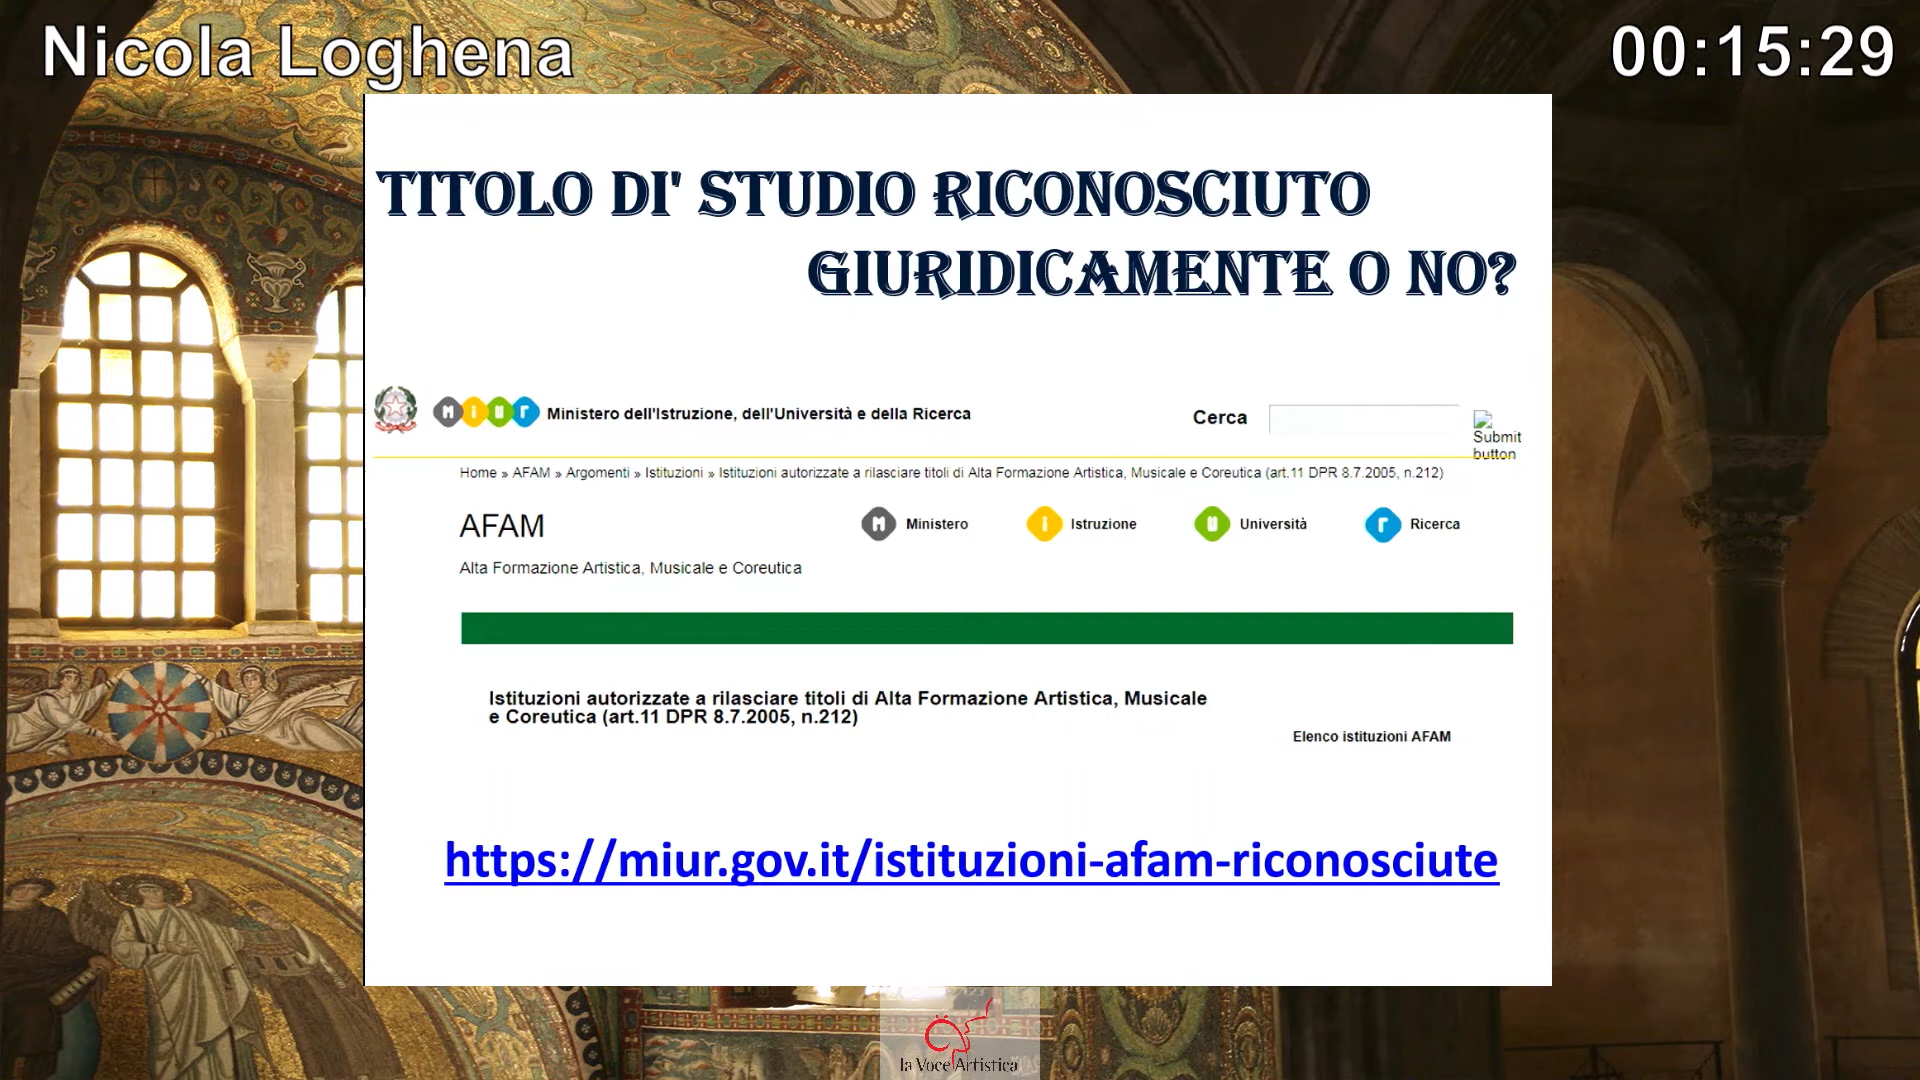 Nicola Loghena
00:15:29
TITOLO DI' STUDIO RICONOSCIUTO
GIURIDICAMENTE O NO?
M i U r Ministero dell'Istruzione, dell'Università e della Ricerca
Cerca
Submit
button
Home » AFAM » Argomenti » Istituzioni » Istituzioni autorizzate a rilasciare titoli di Alta Formazione Artistica, Musicale e Coreutica (art.11 DPR 8.7.2005, n.212)
AFAM
M Ministero
i Istruzione
U Università
r Ricerca
Alta Formazione Artistica, Musicale e Coreutica
Istituzioni autorizzate a rilasciare titoli di Alta Formazione Artistica, Musicale
e Coreutica (art.11 DPR 8.7.2005, n.212)
Elenco istituzioni AFAM
https://miur.gov.it/istituzioni-afam-riconosciute
la Voce Artistica